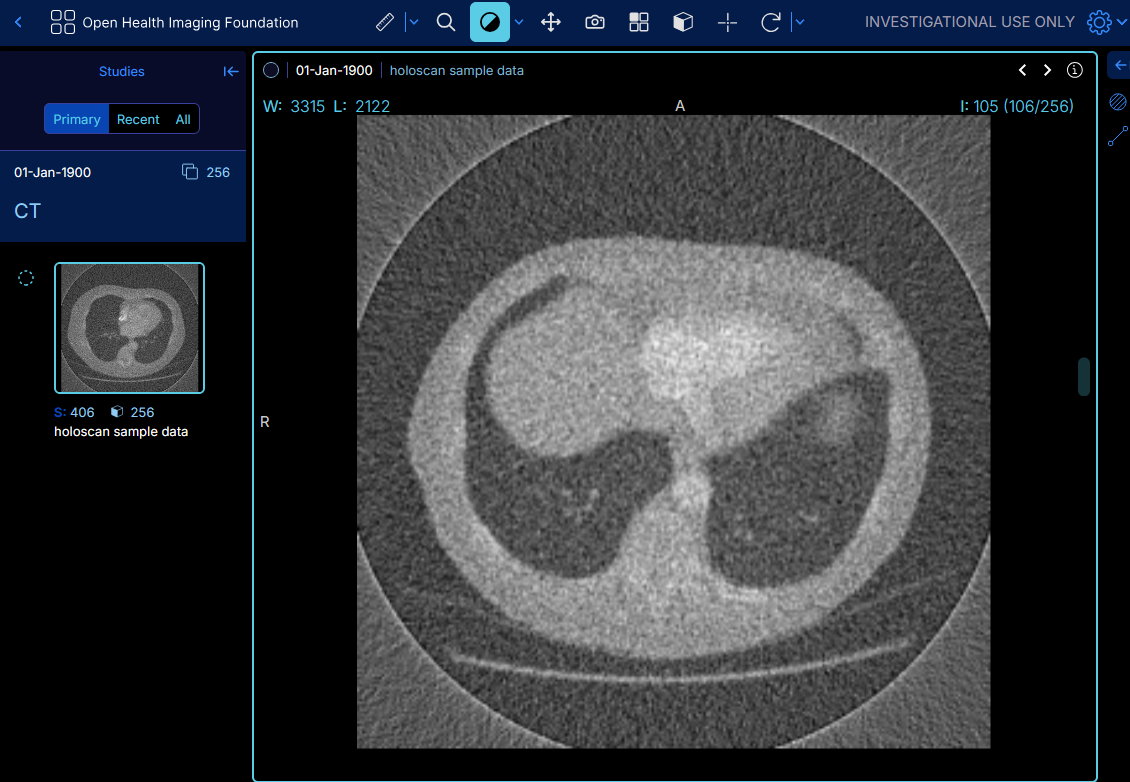 Open Health Imaging Foundation
INVESTIGATIONAL USE ONLY
Studies
Primary Recent All
01-Jan-1900 256
CT
S: 406 256
holoscan sample data
01-Jan-1900 holoscan sample data
W: 3315 L: 2122
A
I: 105 (106/256)
R